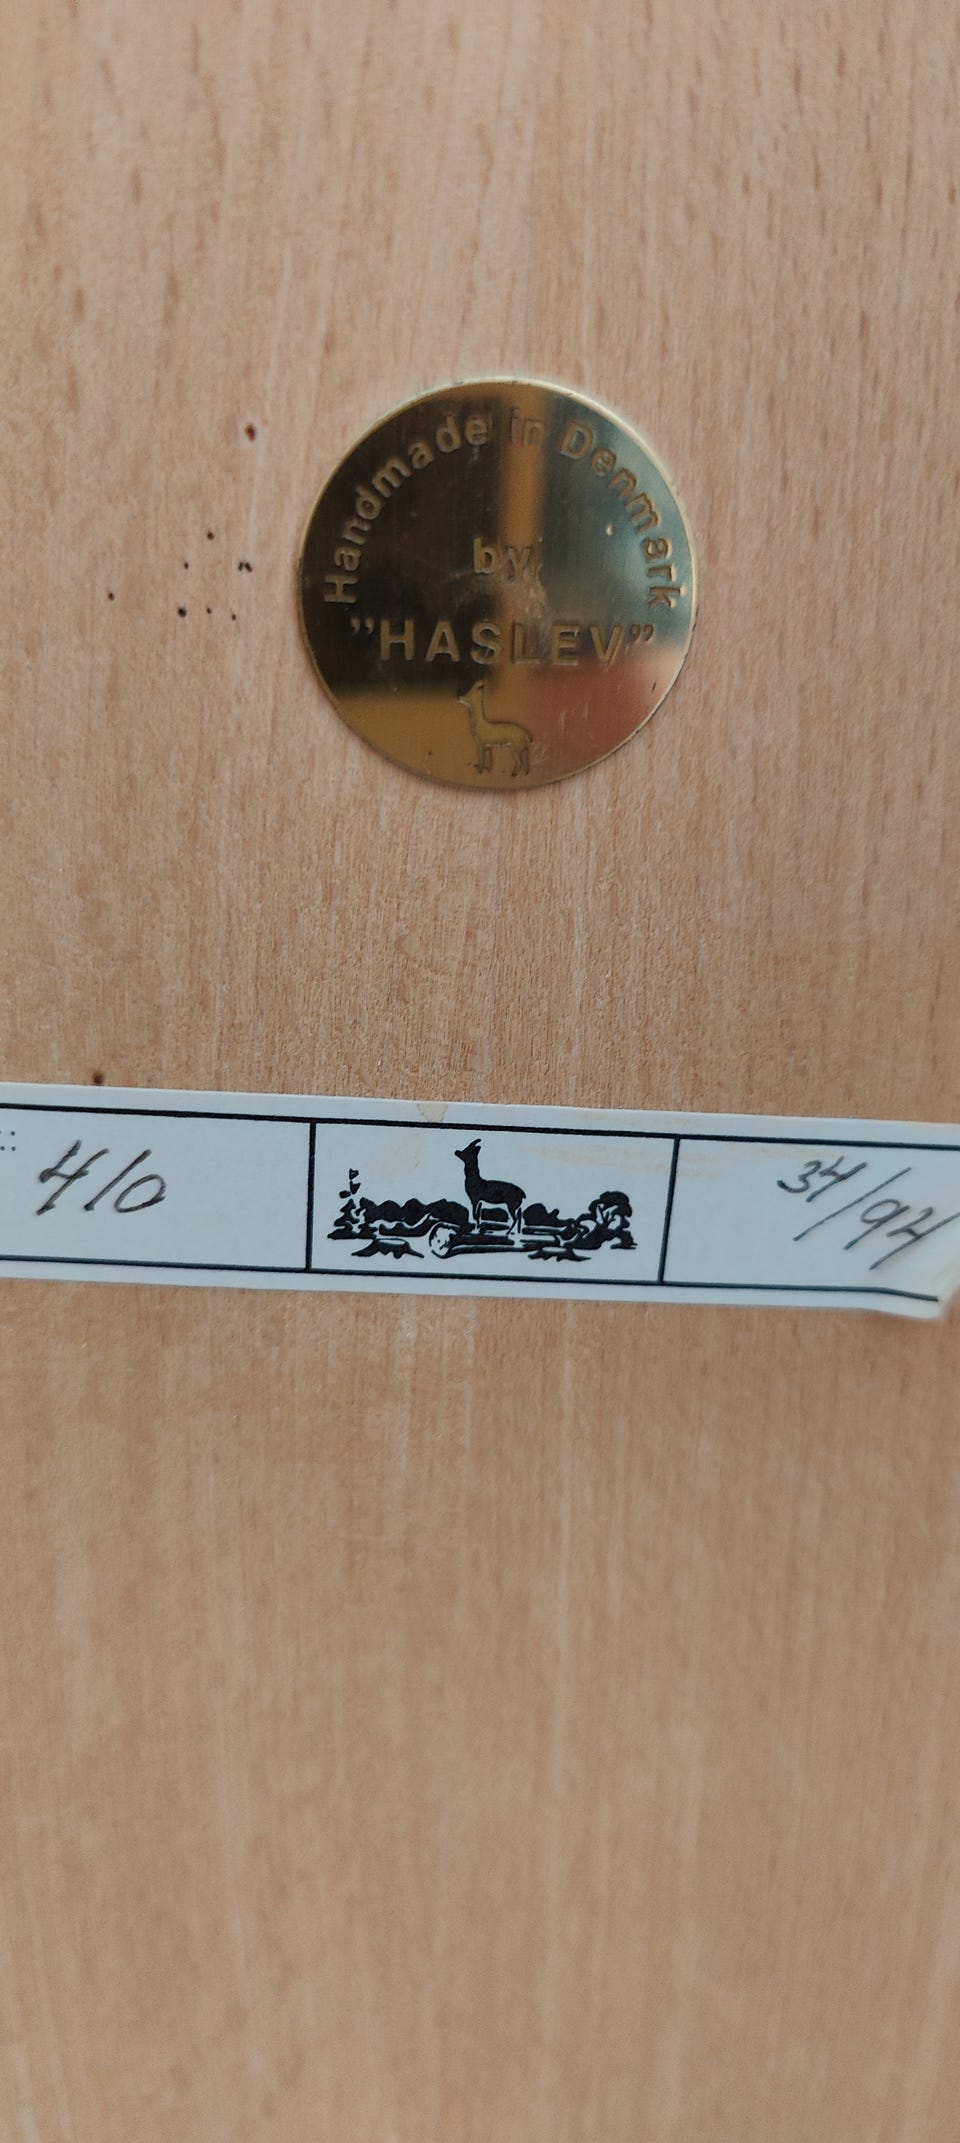 Handmade in Denmark
by
"HASLEV"
410
34/94